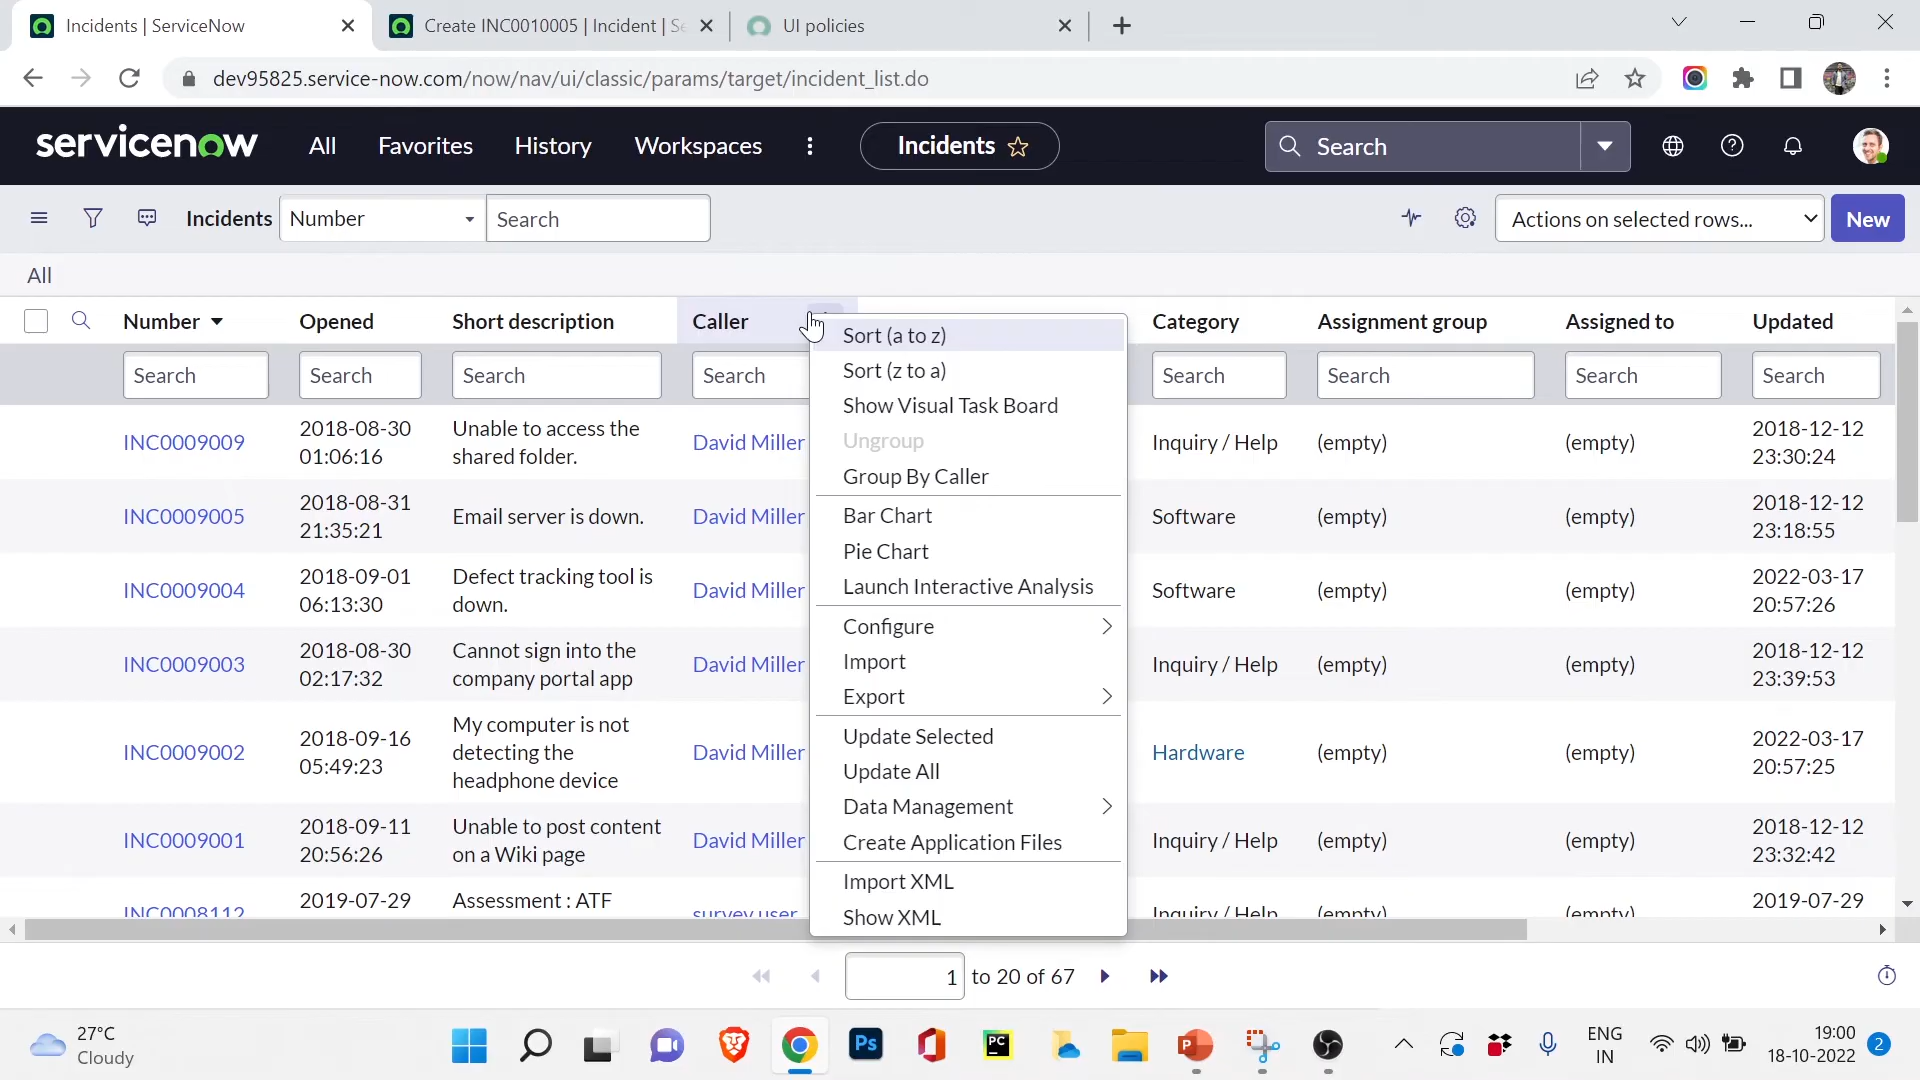 Incidents | ServiceNow
Create INC0010005 | Incident | Se
UI policies
dev95825.service-now.com/now/nav/ui/classic/params/target/incident_list.do
servicenow
All
Favorites
History
Workspaces
Incidents
Search
Incidents
Number
Search
Actions on selected rows...
New
All
Number
Opened
Short description
Caller
Category
Assignment group
Assigned to
Updated
Search
Search
Search
Search
Search
Search
Search
Search
INC0009009
2018-08-30
01:06:16
Unable to access the
shared folder.
David Miller
Inquiry / Help
(empty)
(empty)
2018-12-12
23:30:24
INC0009005
2018-08-31
21:35:21
Email server is down.
David Miller
Software
(empty)
(empty)
2018-12-12
23:18:55
INC0009004
2018-09-01
06:13:30
Defect tracking tool is
down.
David Miller
Software
(empty)
(empty)
2022-03-17
20:57:26
INC0009003
2018-08-30
02:17:32
Cannot sign into the
company portal app
David Miller
Inquiry / Help
(empty)
(empty)
2018-12-12
23:39:53
INC0009002
2018-09-16
05:49:23
My computer is not
detecting the
headphone device
David Miller
Hardware
(empty)
(empty)
2022-03-17
20:57:25
INC0009001
2018-09-11
20:56:26
Unable to post content
on a Wiki page
David Miller
Inquiry / Help
(empty)
(empty)
2018-12-12
23:32:42
INC0008112
2019-07-29
Assessment : ATF
survey user
Inquiry / Help
(empty)
(empty)
2019-07-29
Sort (a to z)
Sort (z to a)
Show Visual Task Board
Ungroup
Group By Caller
Bar Chart
Pie Chart
Launch Interactive Analysis
Configure
Import
Export
Update Selected
Update All
Data Management
Create Application Files
Import XML
Show XML
1 to 20 of 67
27°C
Cloudy
Ps
PC
ENG
IN
19:00
18-10-2022
2